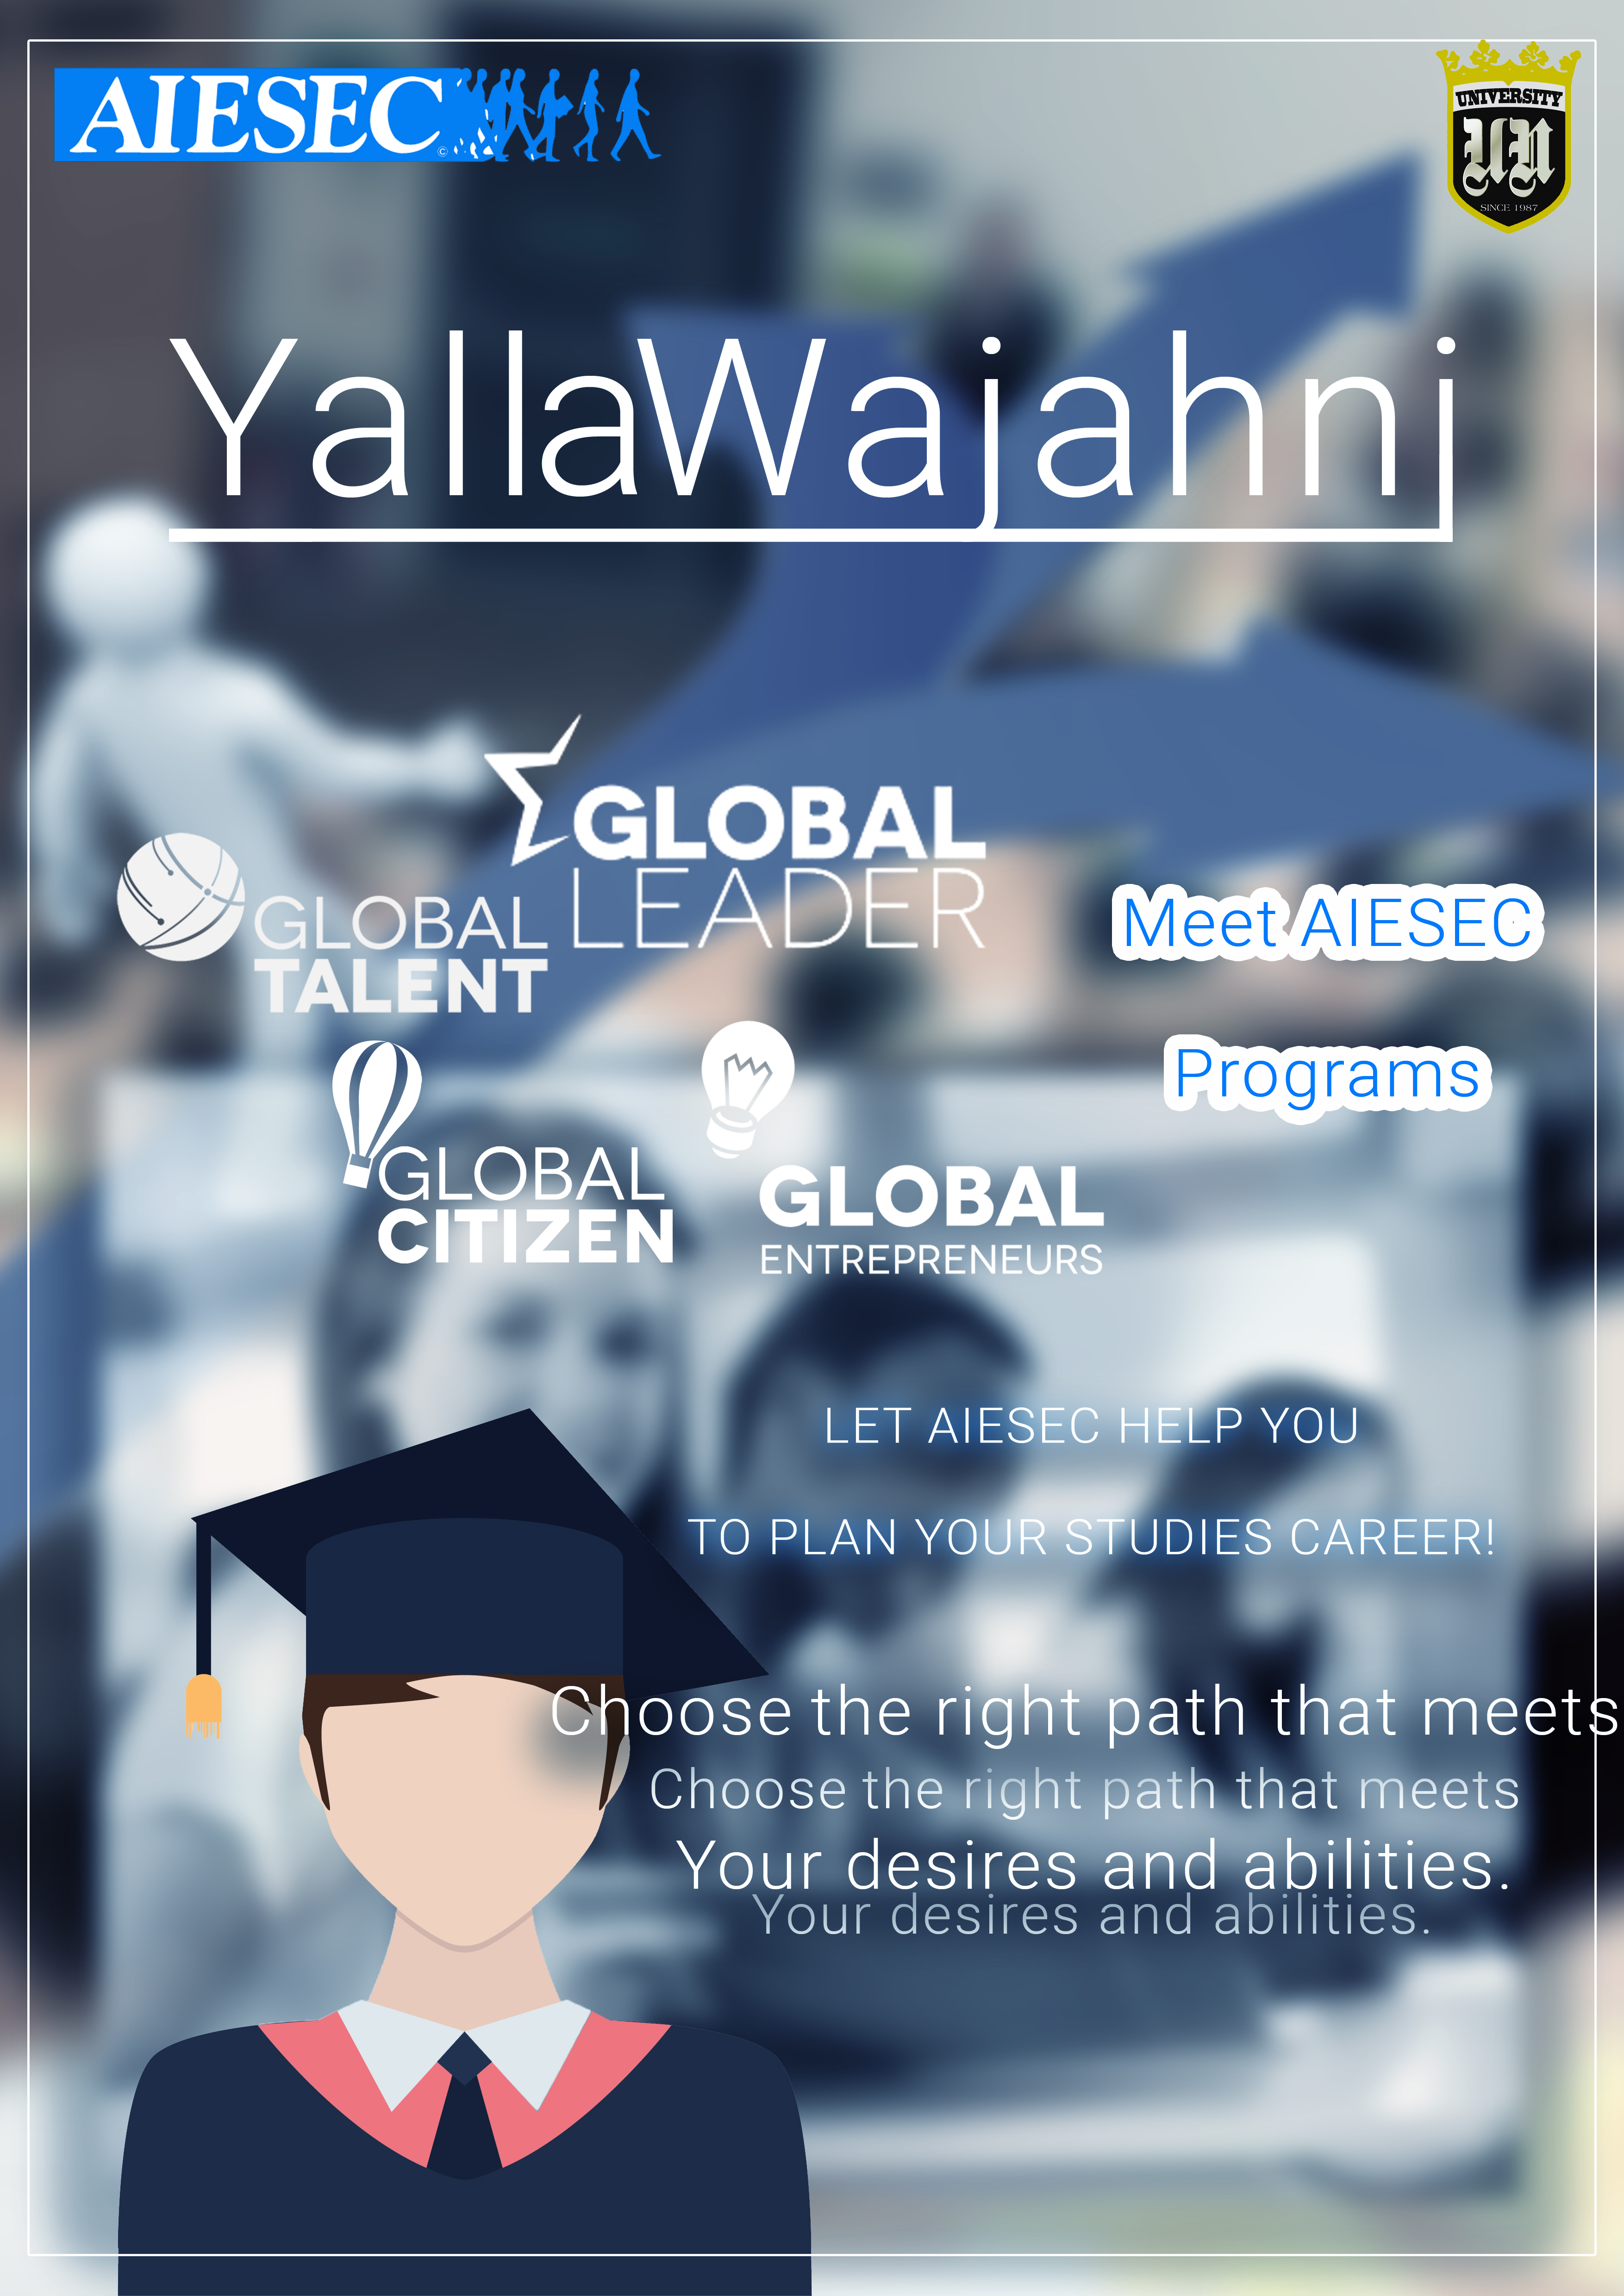 AIESEC
©
UNIVERSITY
UN
SINCE 1987
YallaWajahni
GLOBAL
LEADER
GLOBAL
TALENT
Meet AIESEC
Programs
GLOBAL
CITIZEN
GLOBAL
ENTREPRENEURS
LET AIESEC HELP YOU
TO PLAN YOUR STUDIES CAREER!
Choose the right path that meets
Choose the right path that meets
Your desires and abilities.
Your desires and abilities.